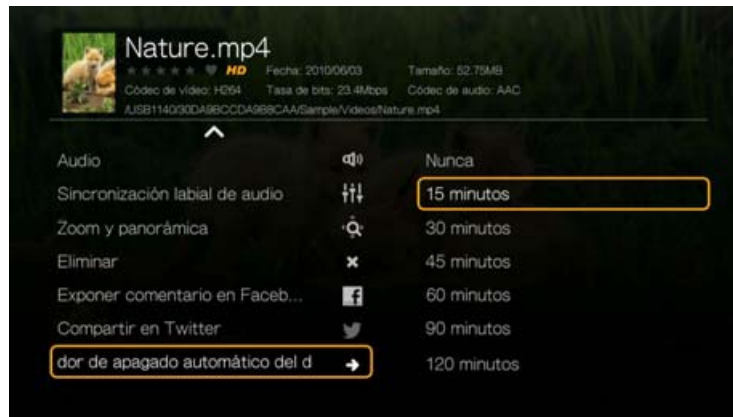 Nature.mp4
HD Fecha: 2010/06/03 Tamaño: 52.75MB
Códec de vídeo: H264 Tasa de bits: 23.4Mbps Códec de audio: AAC
/USB1140/30DA9BCCDA9B8CAA/Sample/Videos/Nature.mp4
Audio Nunca
Sincronización labial de audio 15 minutos
Zoom y panorámica 30 minutos
Eliminar 45 minutos
Exponer comentario en Faceb... 60 minutos
Compartir en Twitter 90 minutos
dor de apagado automático del d 120 minutos